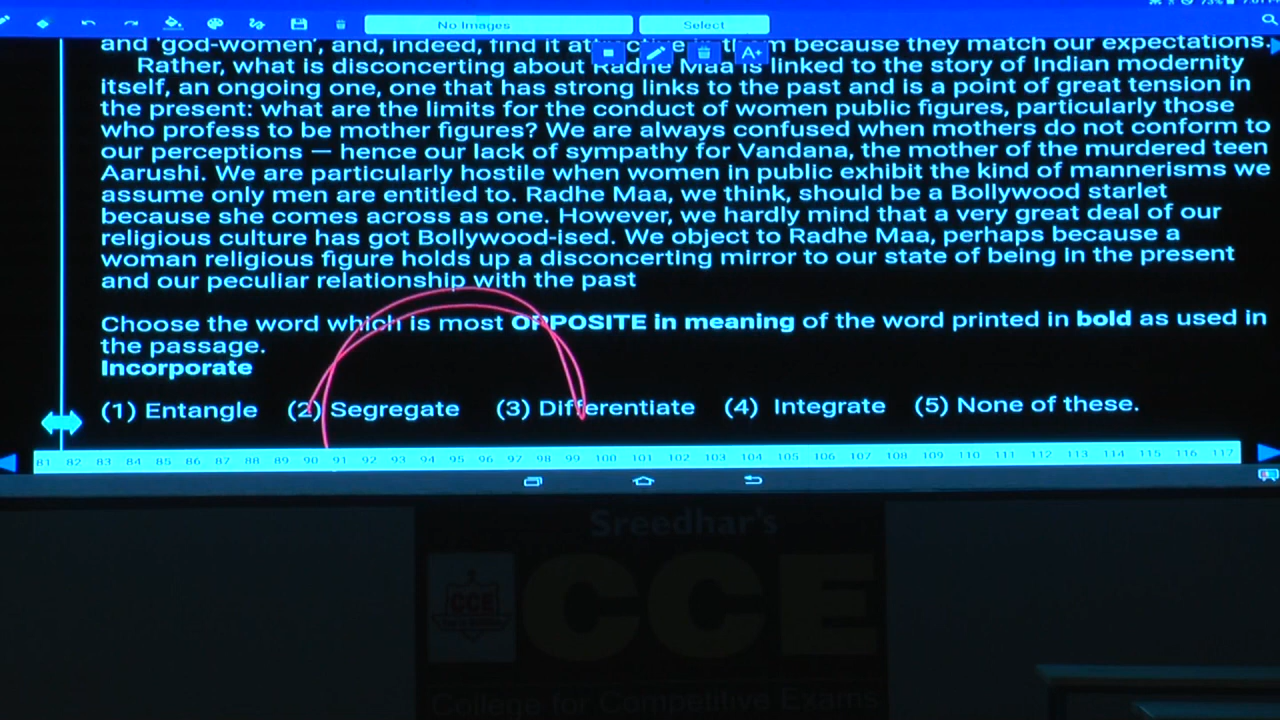 73% 7:01 PM
No Images Select
A+
and 'god-women', and, indeed, find it attractive in them because they match our expectations.
Rather, what is disconcerting about Radhe Maa is linked to the story of Indian modernity
itself, an ongoing one, one that has strong links to the past and is a point of great tension in
the present: what are the limits for the conduct of women public figures, particularly those
who profess to be mother figures? We are always confused when mothers do not conform to
our perceptions — hence our lack of sympathy for Vandana, the mother of the murdered teen
Aarushi. We are particularly hostile when women in public exhibit the kind of mannerisms we
assume only men are entitled to. Radhe Maa, we think, should be a Bollywood starlet
because she comes across as one. However, we hardly mind that a very great deal of our
religious culture has got Bollywood-ised. We object to Radhe Maa, perhaps because a
woman religious figure holds up a disconcerting mirror to our state of being in the present
and our peculiar relationship with the past
Choose the word which is most OPPOSITE in meaning of the word printed in bold as used in
the passage.
Incorporate
(1) Entangle (2) Segregate (3) Differentiate (4) Integrate (5) None of these.
81 82 83 84 85 86 87 88 89 90 91 92 93 94 95 96 97 98 99 100 101 102 103 104 105 106 107 108 109 110 111 112 113 114 115 116 117
Sreedhar's
CCE
CCE
College for Competitive Exams